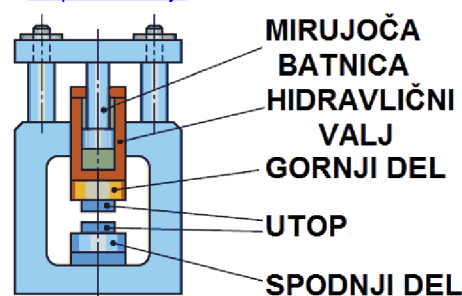 MIRUJOČA
BATNICA
HIDRAVLIČNI
VALJ
GORNJI DEL
UTOP
SPODNJI DEL